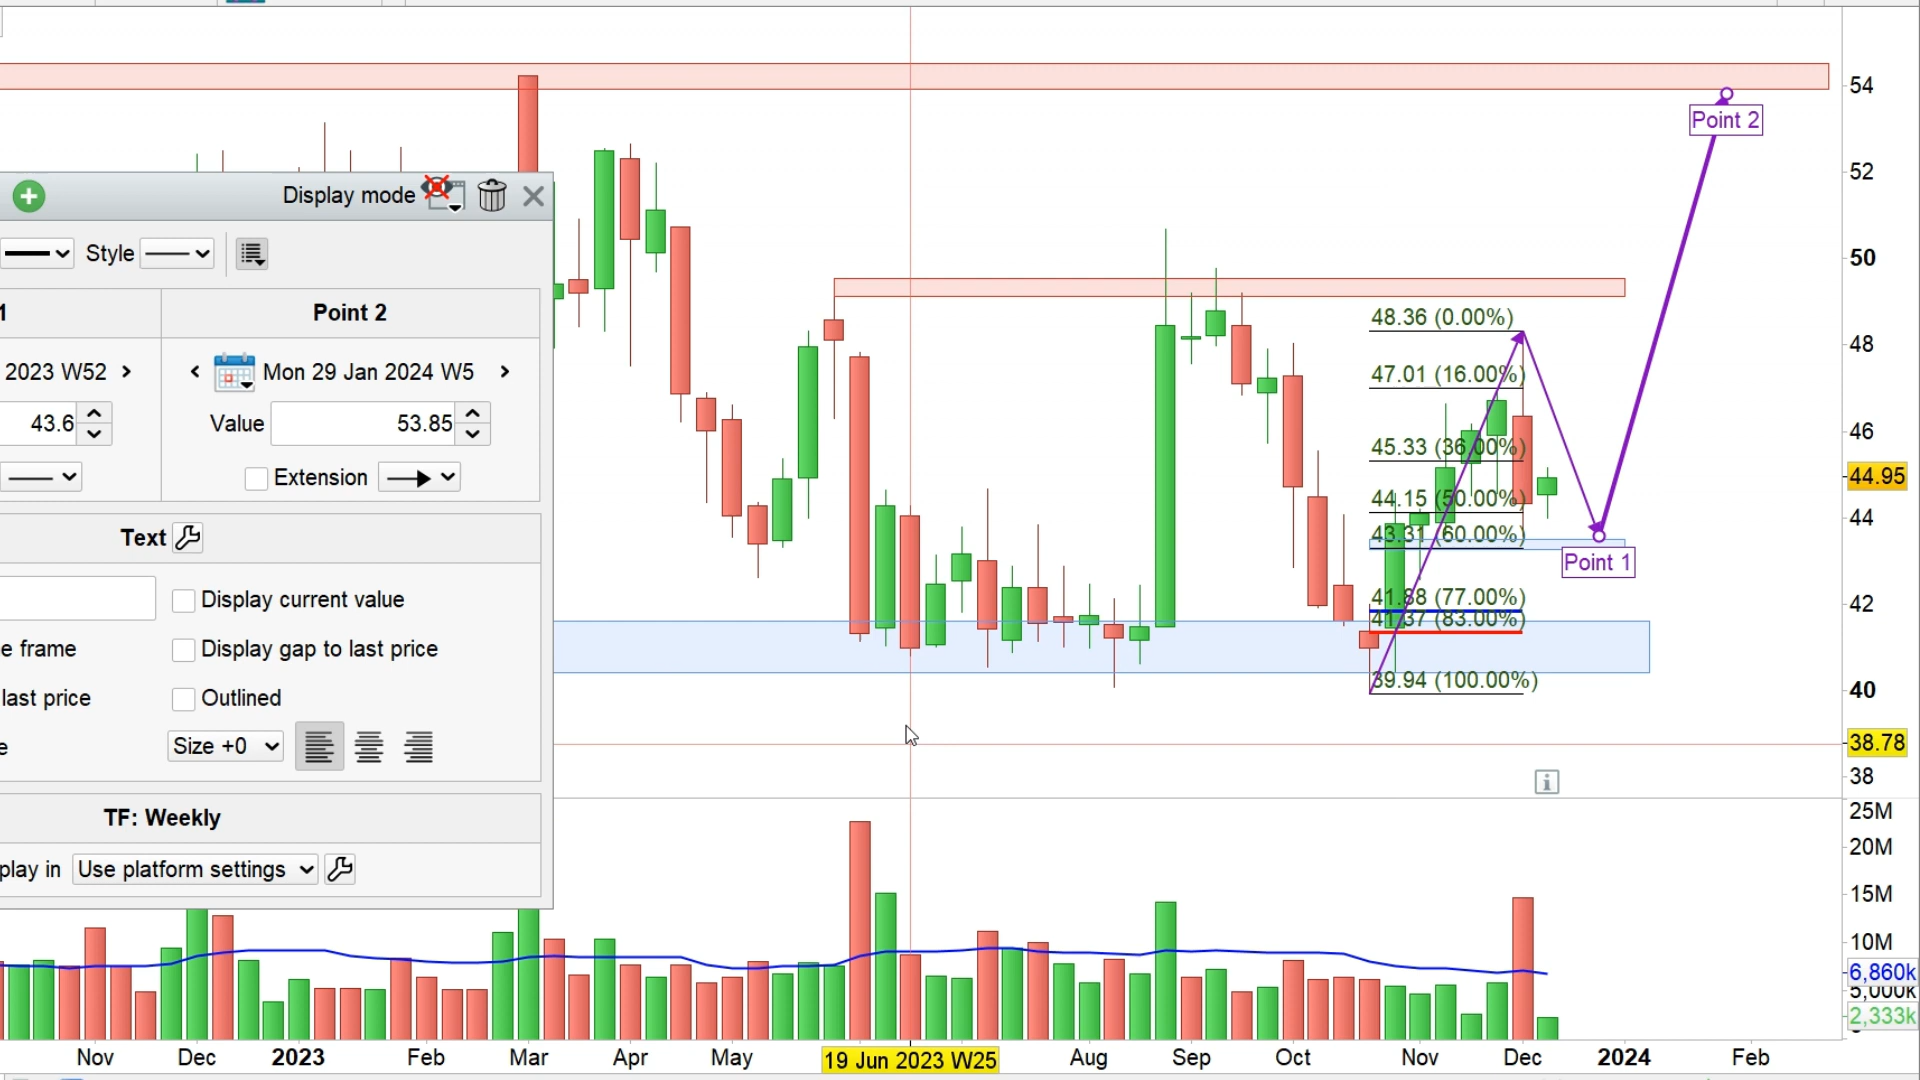 54
Point 2
52
Display mode
Style
50
1
Point 2
48.36 (0.00%)
48
2023 W52
Mon 29 Jan 2024 W5
47.01 (16.00%)
43.6
Value
53.85
46
45.33 (36.00%)
Extension
44.95
44.15 (50.00%)
44
43.31 (60.00%)
Text
Point 1
Display current value
41.88 (77.00%)
42
41.37 (83.00%)
e frame
Display gap to last price
39.94 (100.00%)
40
last price
Outlined
e
Size +0
38.78
38
TF: Weekly
25M
20M
play in
Use platform settings
15M
10M
6,860k
5,000k
2,333k
Nov
Dec
2023
Feb
Mar
Apr
May
19 Jun 2023 W25
Aug
Sep
Oct
Nov
Dec
2024
Feb